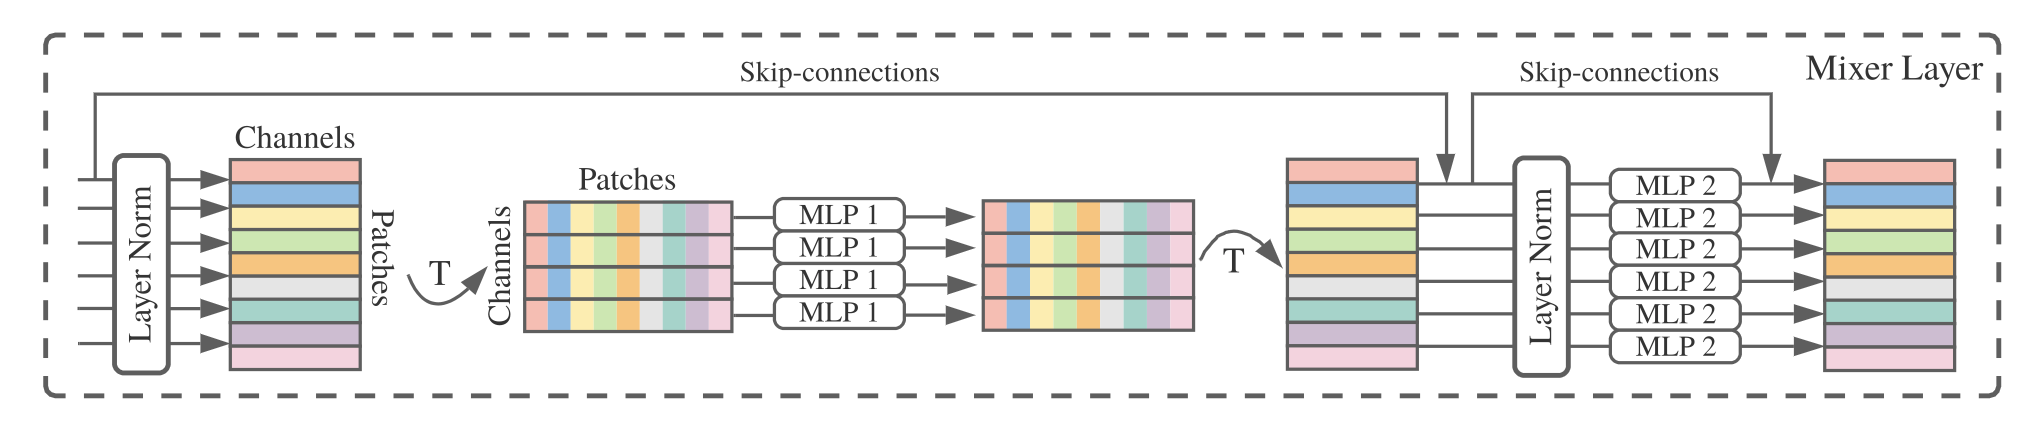 Skip-connections
Skip-connections
Mixer Layer
Layer Norm
Channels
Patches
T
Channels
Patches
MLP 1
MLP 1
MLP 1
MLP 1
T
Layer Norm
MLP 2
MLP 2
MLP 2
MLP 2
MLP 2
MLP 2